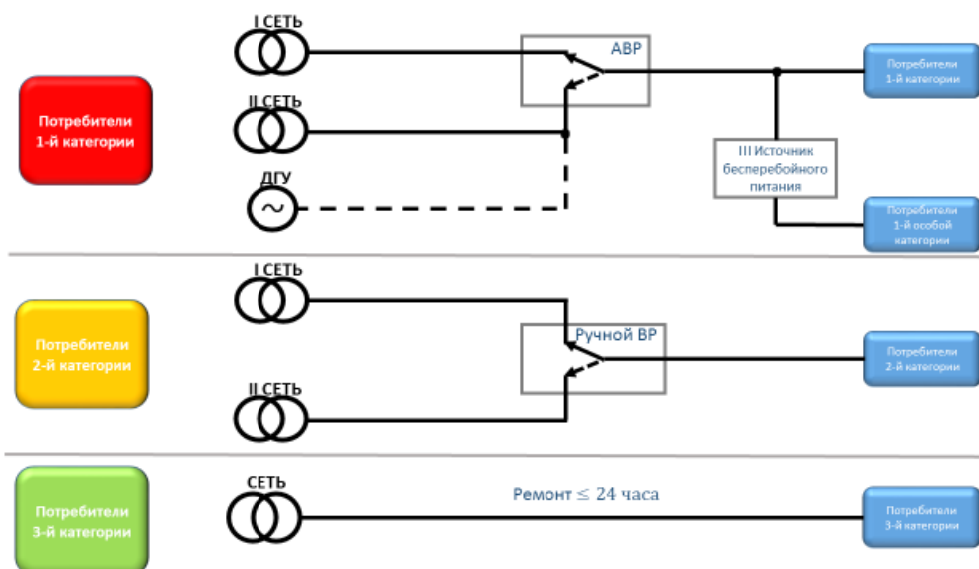 I СЕТЬ
АВР
Потребители
1-й категории
Потребители
1-й категории
II СЕТЬ
III Источник
бесперебойного
питания
ДГУ
~
Потребители
1-й особой
категории
I СЕТЬ
Потребители
2-й категории
Ручной ВР
Потребители
2-й категории
II СЕТЬ
Потребители
3-й категории
СЕТЬ
Ремонт ≤ 24 часа
Потребители
3-й категории